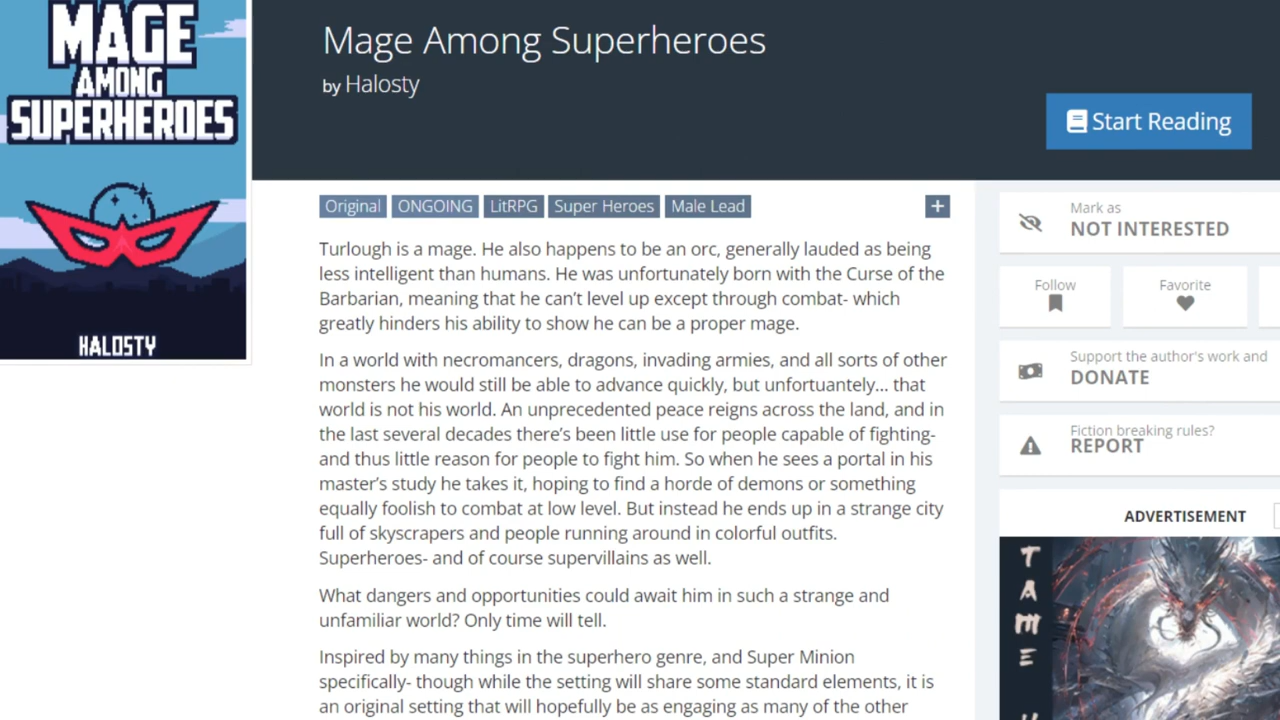 MAGE
AMONG
SUPERHEROES
HALOSTY
Mage Among Superheroes
by Halosty
Start Reading
Original ONGOING LitRPG Super Heroes Male Lead +
Turlough is a mage. He also happens to be an orc, generally lauded as being
less intelligent than humans. He was unfortunately born with the Curse of the
Barbarian, meaning that he can’t level up except through combat- which
greatly hinders his ability to show he can be a proper mage.
In a world with necromancers, dragons, invading armies, and all sorts of other
monsters he would still be able to advance quickly, but unfortuantely... that
world is not his world. An unprecedented peace reigns across the land, and in
the last several decades there’s been little use for people capable of fighting-
and thus little reason for people to fight him. So when he sees a portal in his
master’s study he takes it, hoping to find a horde of demons or something
equally foolish to combat at low level. But instead he ends up in a strange city
full of skyscrapers and people running around in colorful outfits.
Superheroes- and of course supervillains as well.
What dangers and opportunities could await him in such a strange and
unfamiliar world? Only time will tell.
Inspired by many things in the superhero genre, and Super Minion
specifically- though while the setting will share some standard elements, it is
an original setting that will hopefully be as engaging as many of the other
Mark as
NOT INTERESTED
Follow
Favorite
Support the author's work and
DONATE
Fiction breaking rules?
REPORT
ADVERTISEMENT
TAME